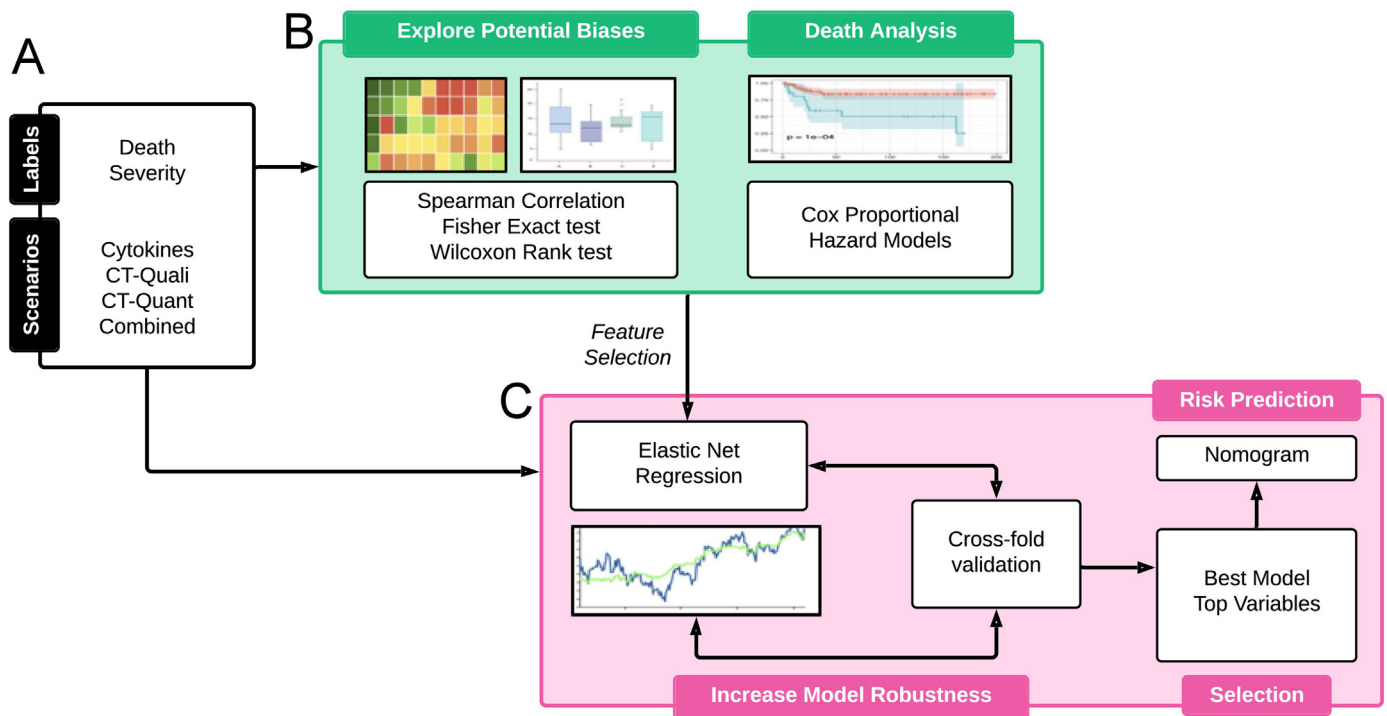 A
Labels
Death
Severity
Scenarios
Cytokines
CT-Quali
CT-Quant
Combined
B
Explore Potential Biases
Death Analysis
p = 1e-04
Spearman Correlation
Fisher Exact test
Wilcoxon Rank test
Cox Proportional
Hazard Models
Feature
Selection
C
Risk Prediction
Elastic Net
Regression
Nomogram
Cross-fold
validation
Best Model
Top Variables
Increase Model Robustness
Selection